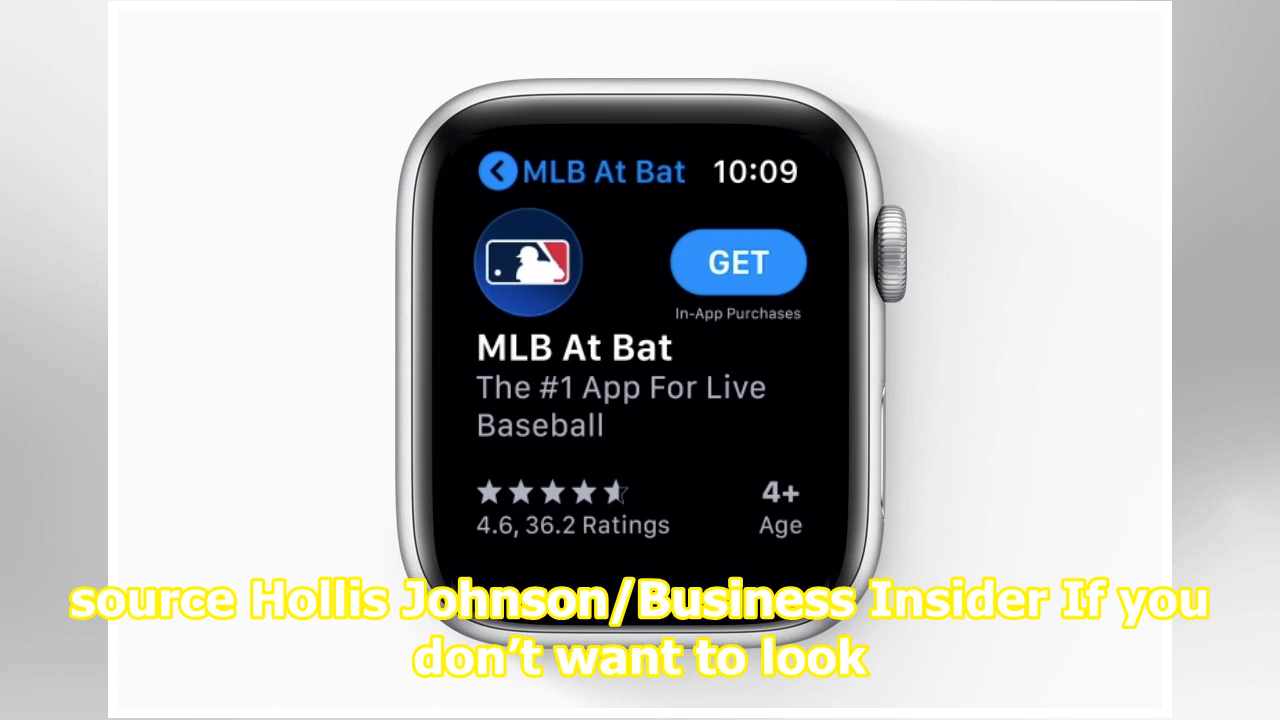 MLB At Bat 10:09
GET
In-App Purchases
MLB At Bat
The #1 App For Live
Baseball
4+
4.6, 36.2 Ratings Age
source Hollis Johnson/Business Insider If you
don’t want to look